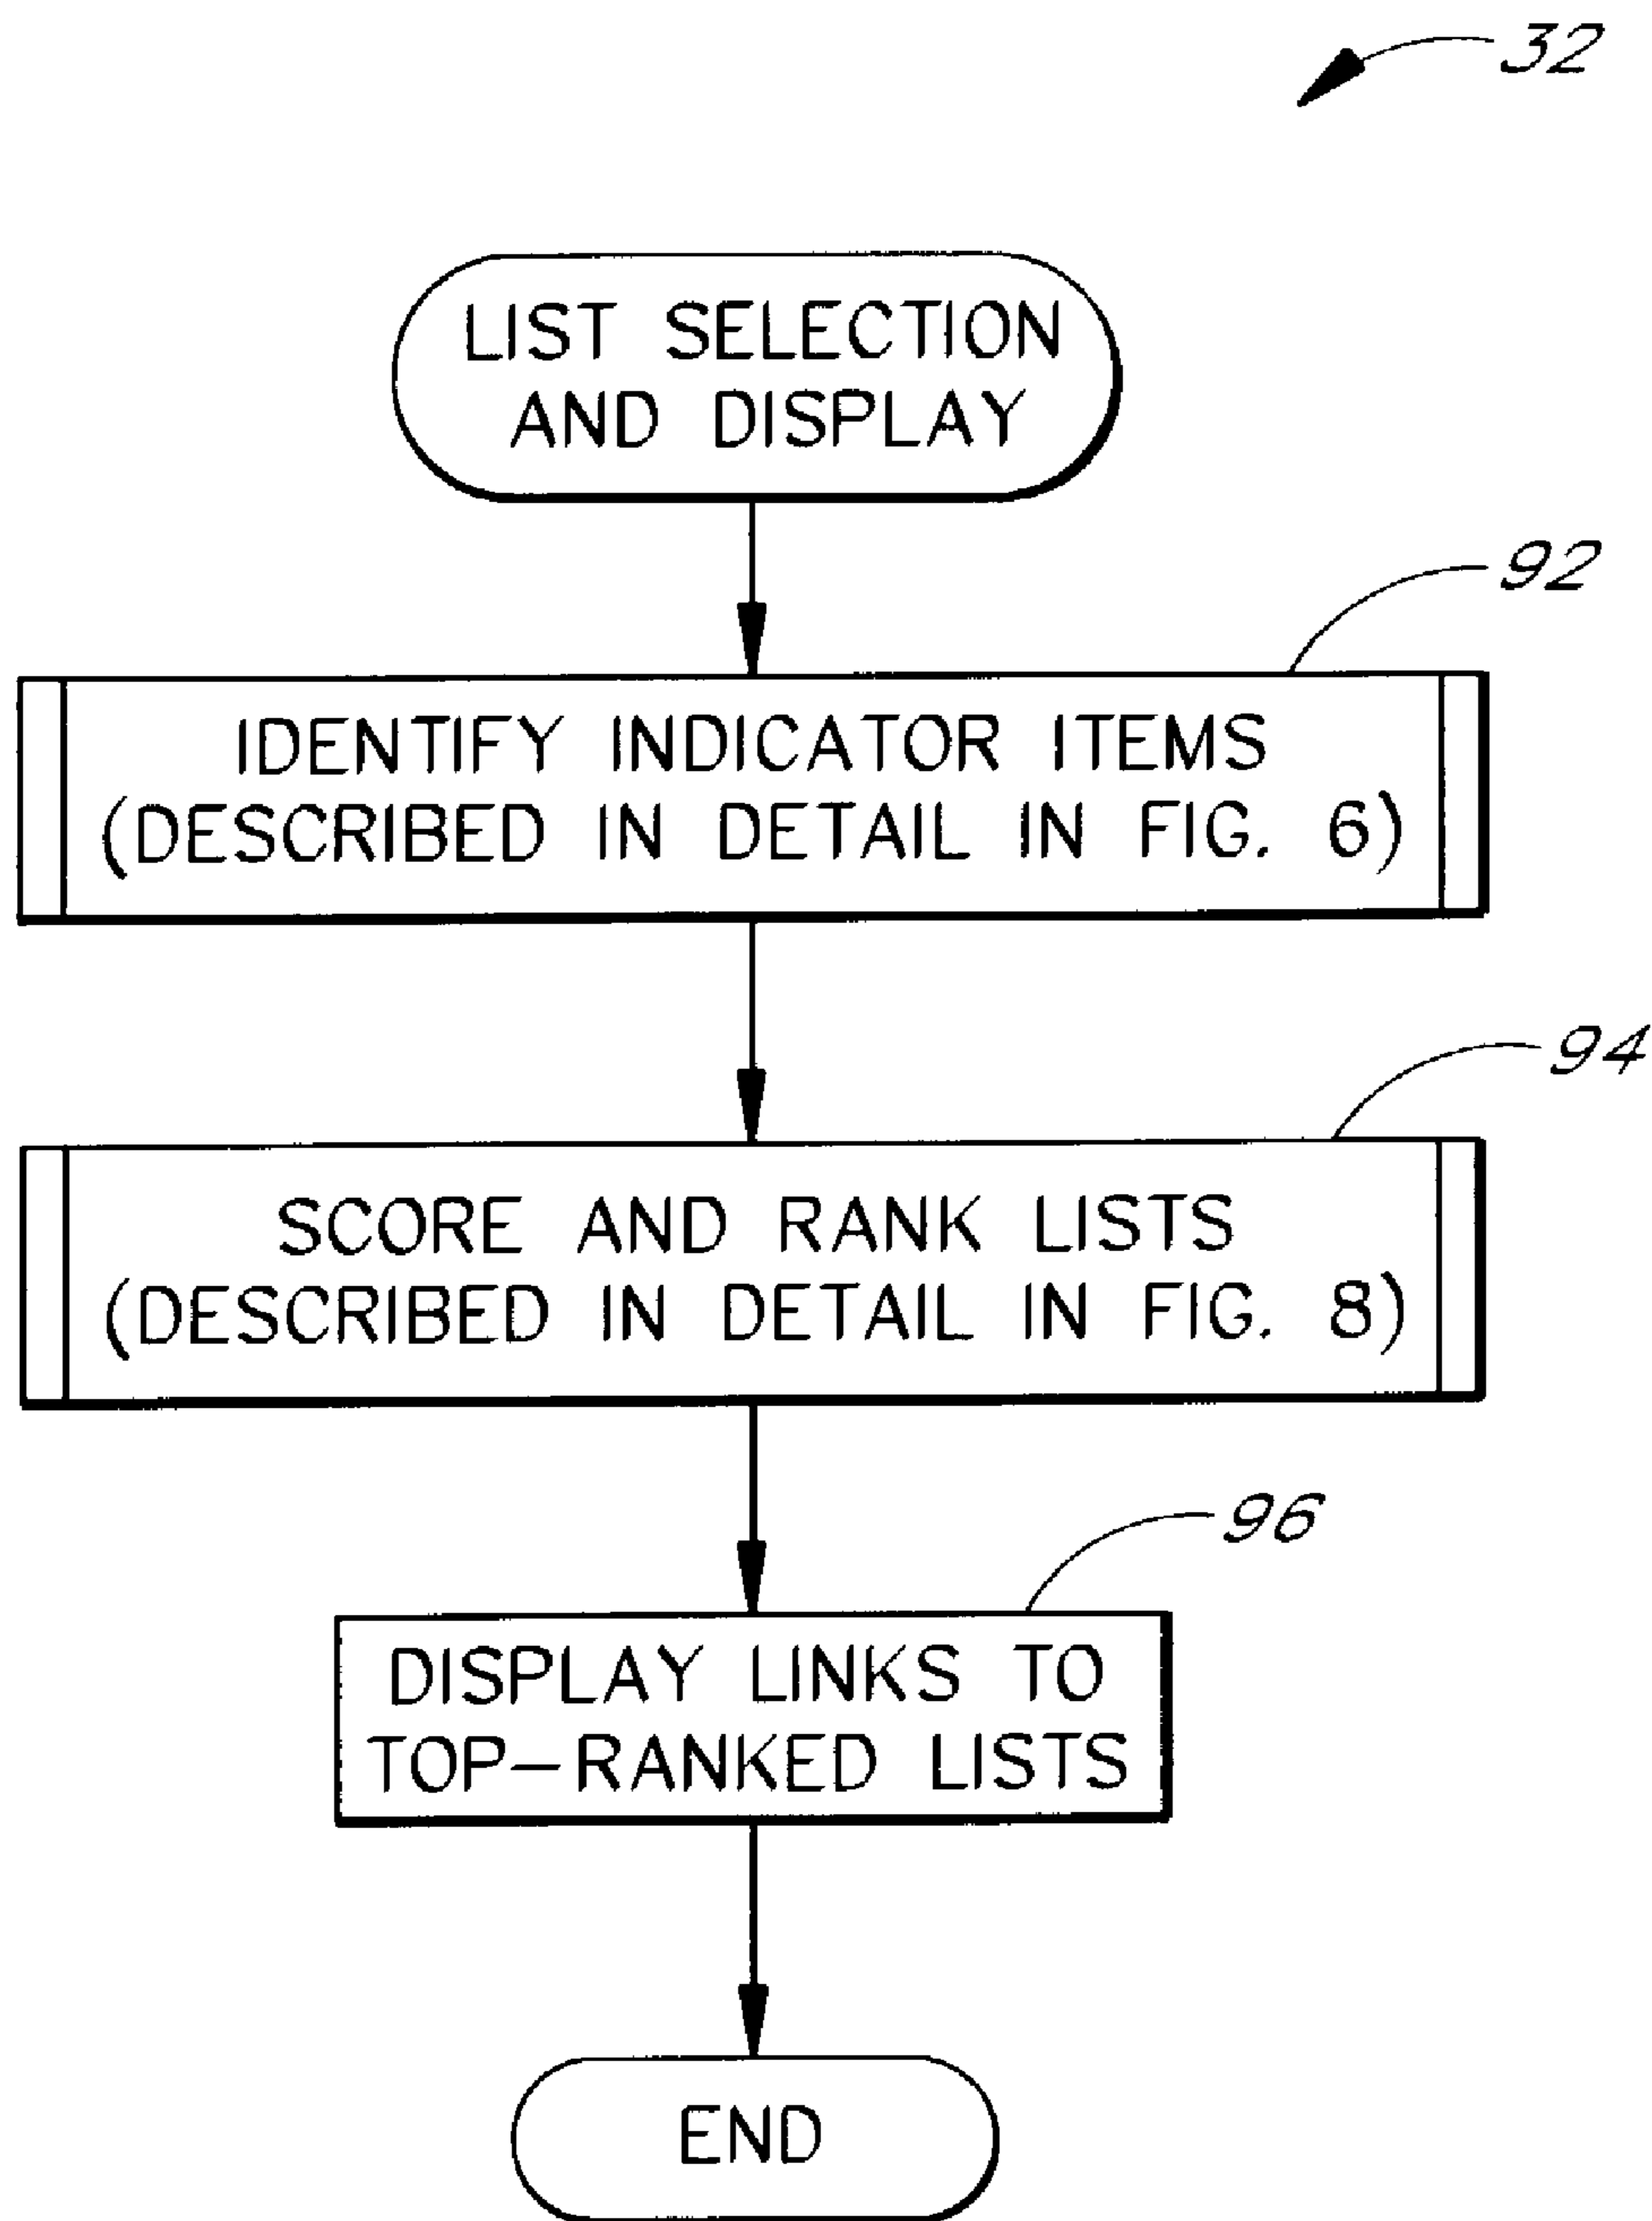 32
LIST SELECTION
AND DISPLAY
92
IDENTIFY INDICATOR ITEMS
(DESCRIBED IN DETAIL IN FIG. 6)
94
SCORE AND RANK LISTS
(DESCRIBED IN DETAIL IN FIG. 8)
96
DISPLAY LINKS TO
TOP–RANKED LISTS
END